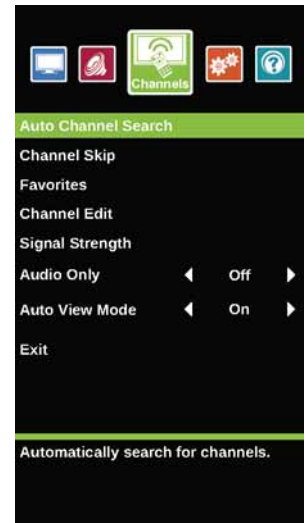 Channels
Auto Channel Search
Channel Skip
Favorites
Channel Edit
Signal Strength
Audio Only Off
Auto View Mode On
Exit
Automatically search for channels.